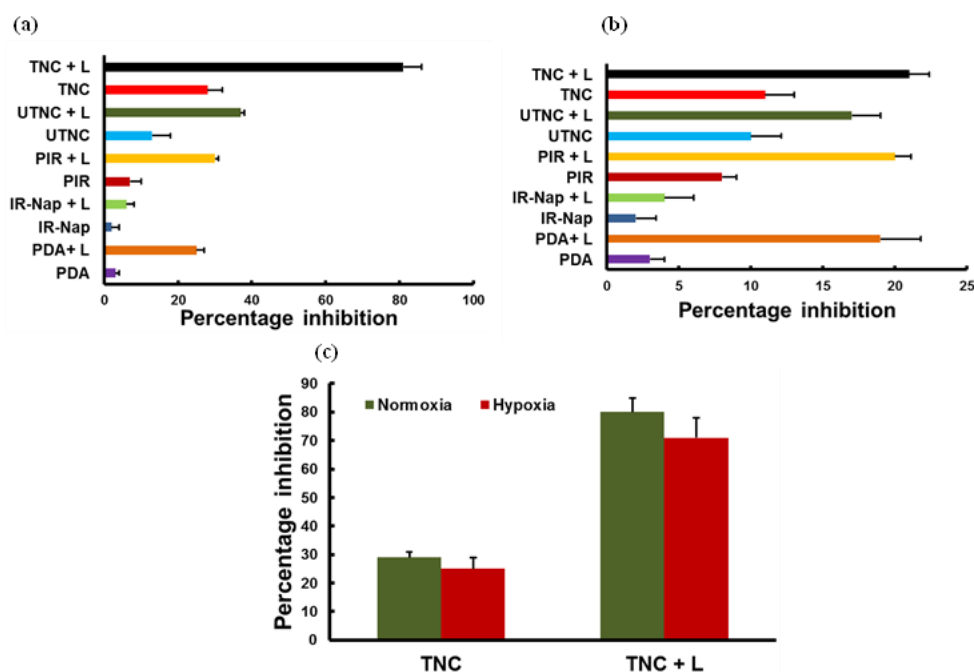 (a)
TNC + L
TNC
UTNC + L
UTNC
PIR + L
PIR
IR-Nap + L
IR-Nap
PDA+ L
PDA
0 20 40 60 80 100
Percentage inhibition
(b)
TNC + L
TNC
UTNC + L
UTNC
PIR + L
PIR
IR-Nap + L
IR-Nap
PDA+ L
PDA
0 5 10 15 20 25
Percentage inhibition
(c)
Percentage inhibition
90
80
70
60
50
40
30
20
10
0
Normoxia Hypoxia
TNC TNC + L